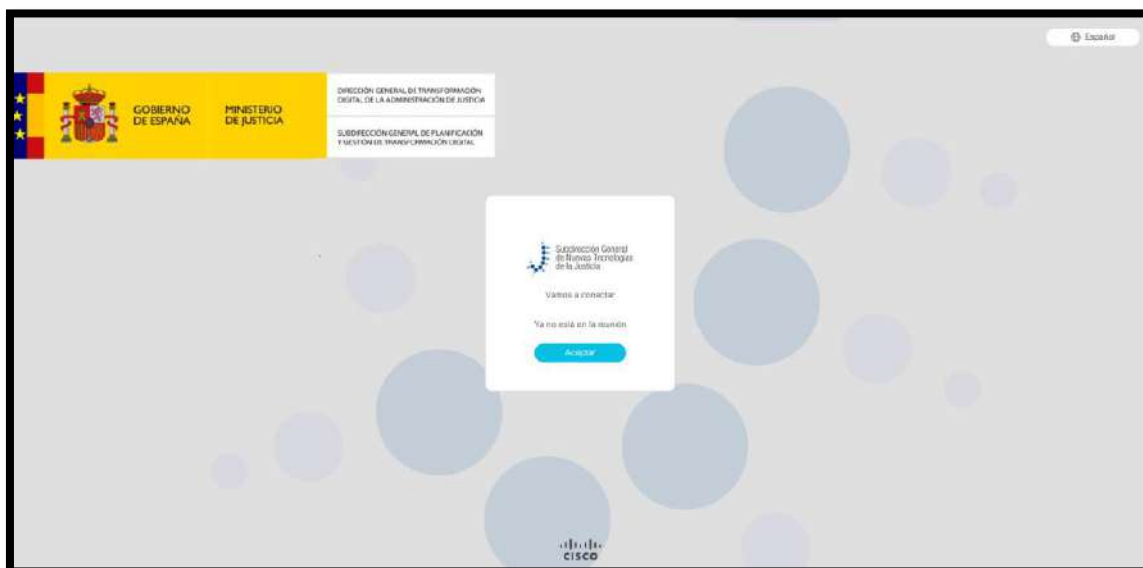 Español
GOBIERNO
DE ESPAÑA
MINISTERIO
DE JUSTICIA
DIRECCIÓN GENERAL DE TRANSFORMACIÓN
DIGITAL DE LA ADMINISTRACIÓN DE JUSTICIA
SUBDIRECCIÓN GENERAL DE PLANIFICACIÓN
Y GESTIÓN DE TRANSFORMACIÓN DIGITAL
Subdirección General
de Nuevas Tecnologías
de la Justicia
Vamos a conectar
Ya no está en la reunión
Aceptar
CISCO